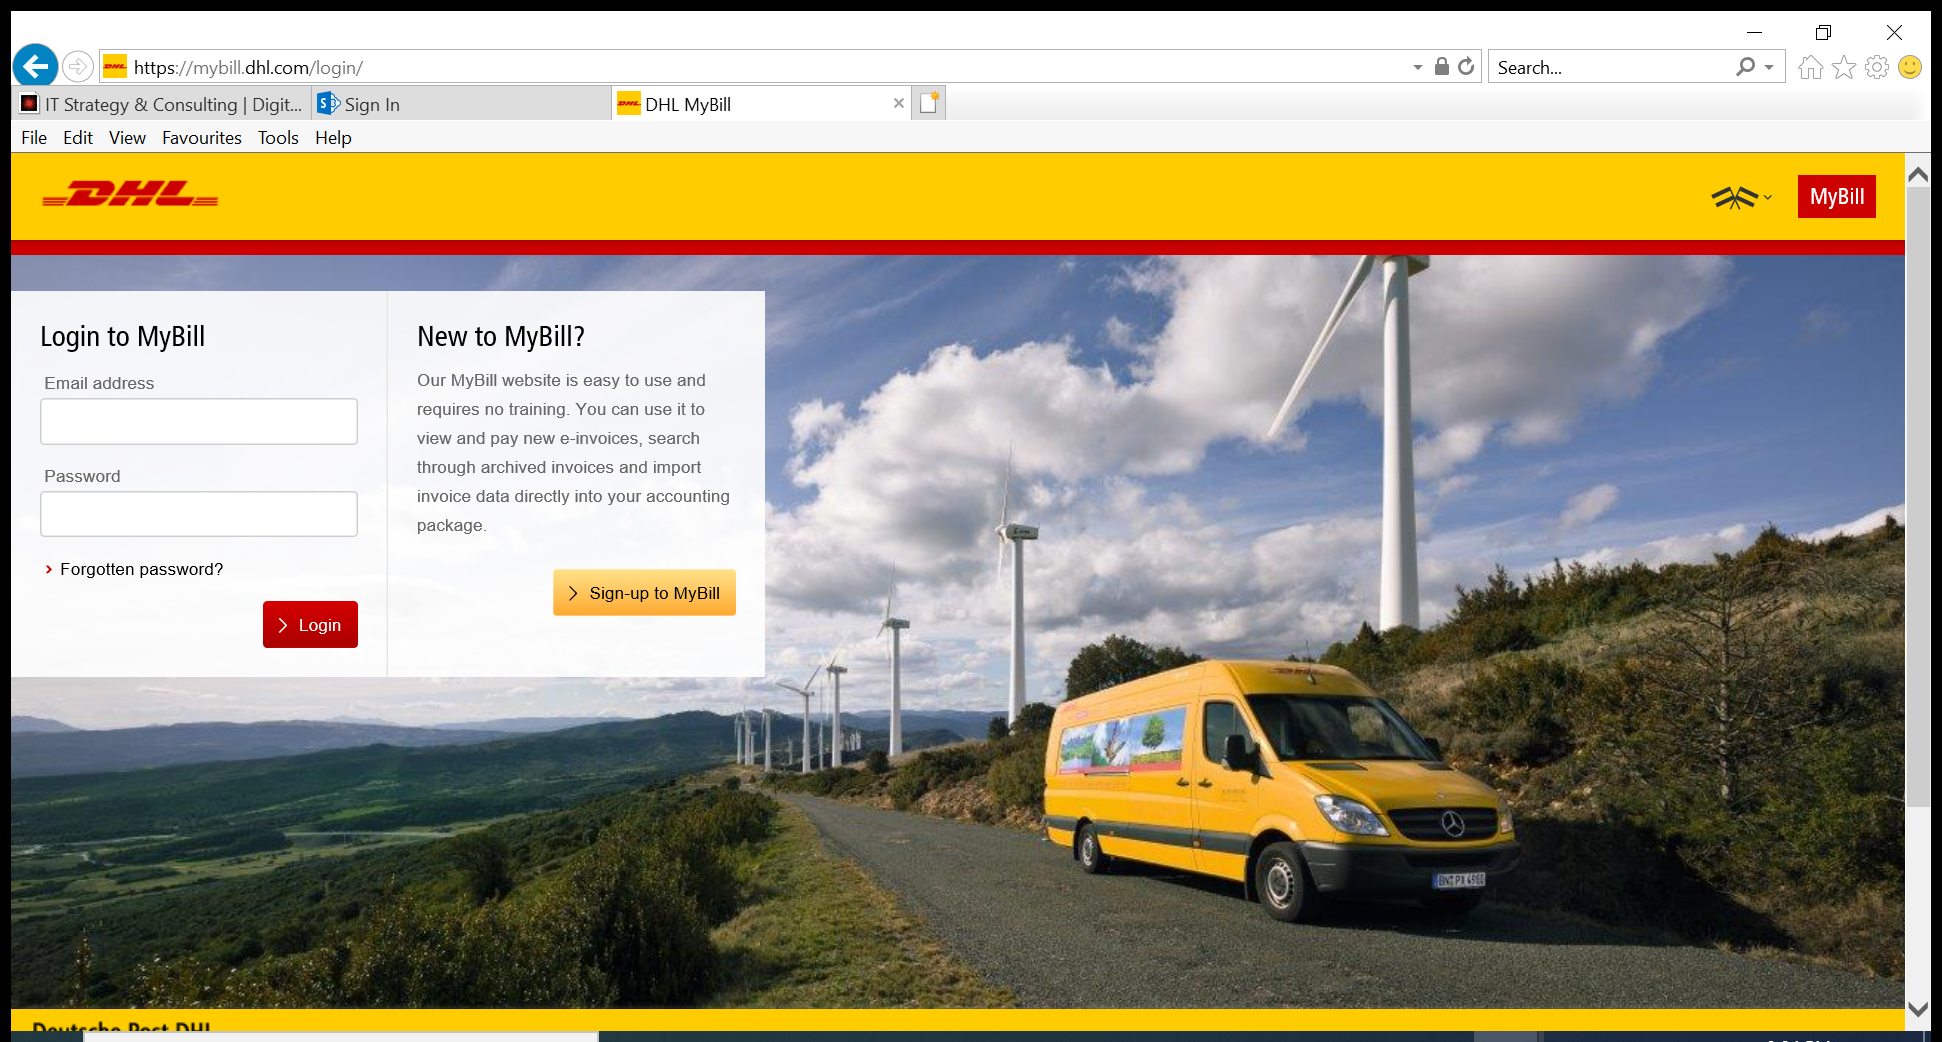 https://mybill.dhl.com/login/
Search...
IT Strategy & Consulting | Digit...
Sign In
DHL MyBill
File Edit View Favourites Tools Help
DHL
MyBill
Login to MyBill
Email address
Password
Forgotten password?
Login
New to MyBill?
Our MyBill website is easy to use and
requires no training. You can use it to
view and pay new e-invoices, search
through archived invoices and import
invoice data directly into your accounting
package.
Sign-up to MyBill
Deutsche Post DHL